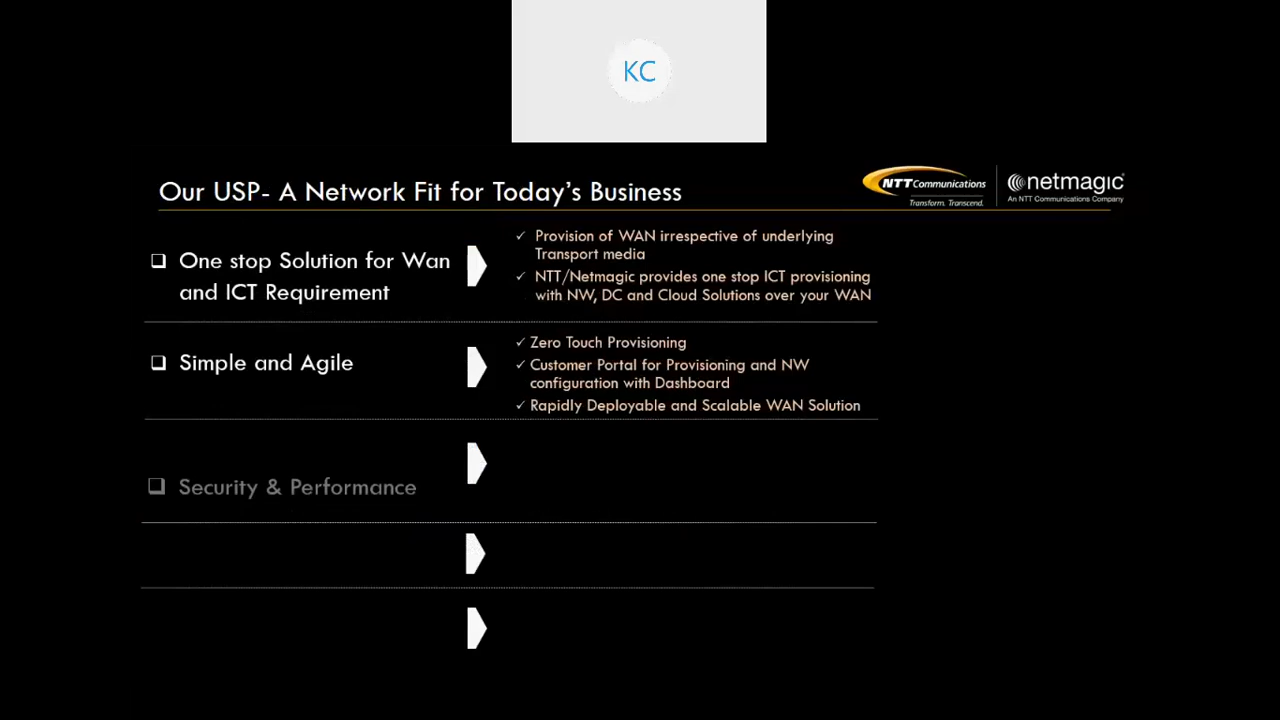 KC
Our USP- A Network Fit for Today's Business
NTT Communications
Transform. Transcend.
netmagic
An NTT Communications Company
One stop Solution for Wan
and ICT Requirement
✓ Provision of WAN irrespective of underlying
Transport media
✓ NTT/Netmagic provides one stop ICT provisioning
with NW, DC and Cloud Solutions over your WAN
Simple and Agile
✓ Zero Touch Provisioning
✓ Customer Portal for Provisioning and NW
configuration with Dashboard
✓ Rapidly Deployable and Scalable WAN Solution
Security & Performance